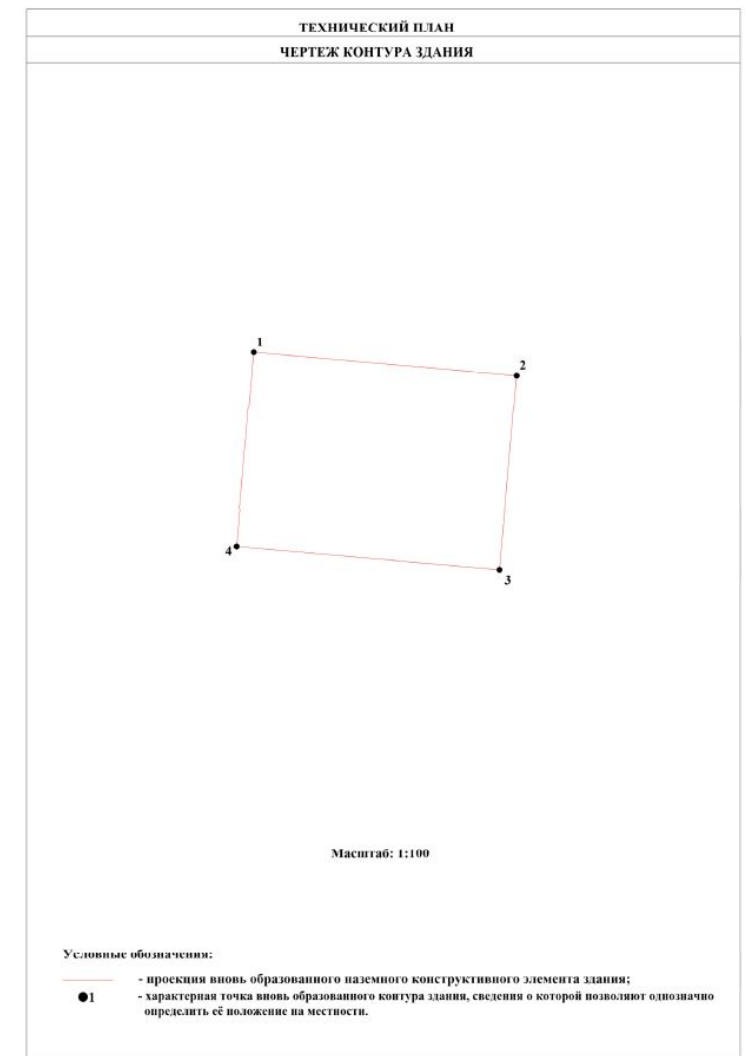 ТЕХНИЧЕСКИЙ ПЛАН
ЧЕРТЕЖ КОНТУРА ЗДАНИЯ
1
2
4
3
Масштаб: 1:100
Условные обозначения:
- проекция вновь образованного наземного конструктивного элемента здания;
1 - характерная точка вновь образованного контура здания, сведения о которой позволяют однозначно
определить её положение на местности.